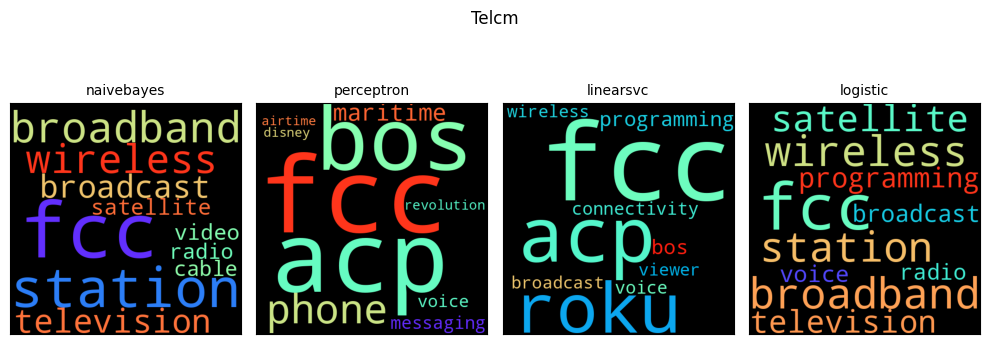 Telcm
naivebayes
broadband
wireless
broadcast
satellite
fcc
video
radio
cable
station
television
perceptron
maritime
airtime
disney
bos
fcc
revolution
acp
phone
voice
messaging
linearsvc
wireless
programming
fcc
connectivity
acp
bos
viewer
broadcast
voice
roku
logistic
satellite
wireless
programming
fcc
broadcast
station
voice
radio
broadband
television